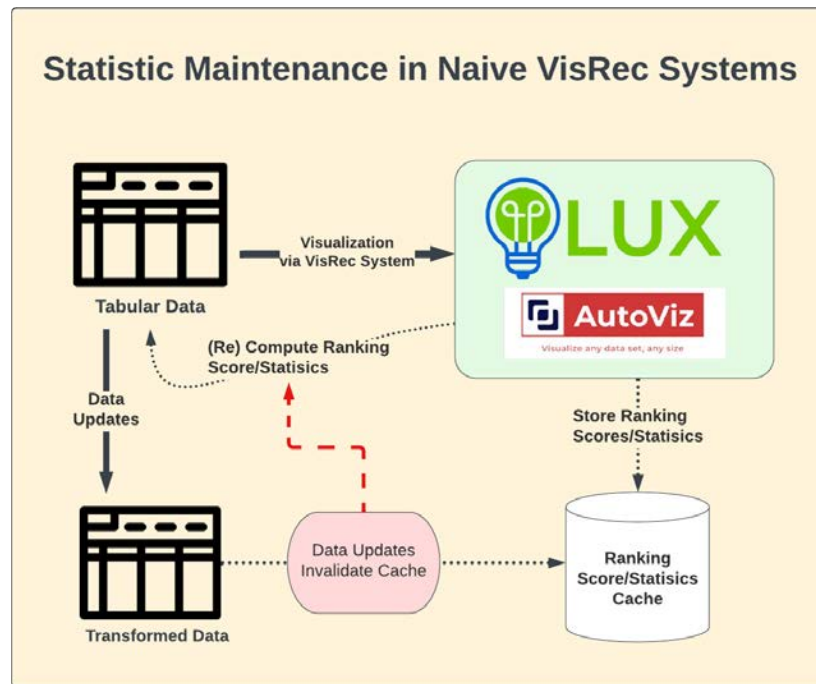 Statistic Maintenance in Naive VisRec Systems
Visualization
via VisRec System
LUX
AutoViz
Visualize any data set, any size
Tabular Data
(Re) Compute Ranking
Score/Statisics
Data
Updates
Store Ranking
Scores/Statisics
Data Updates
Invalidate Cache
Ranking
Score/Statisics
Cache
Transformed Data